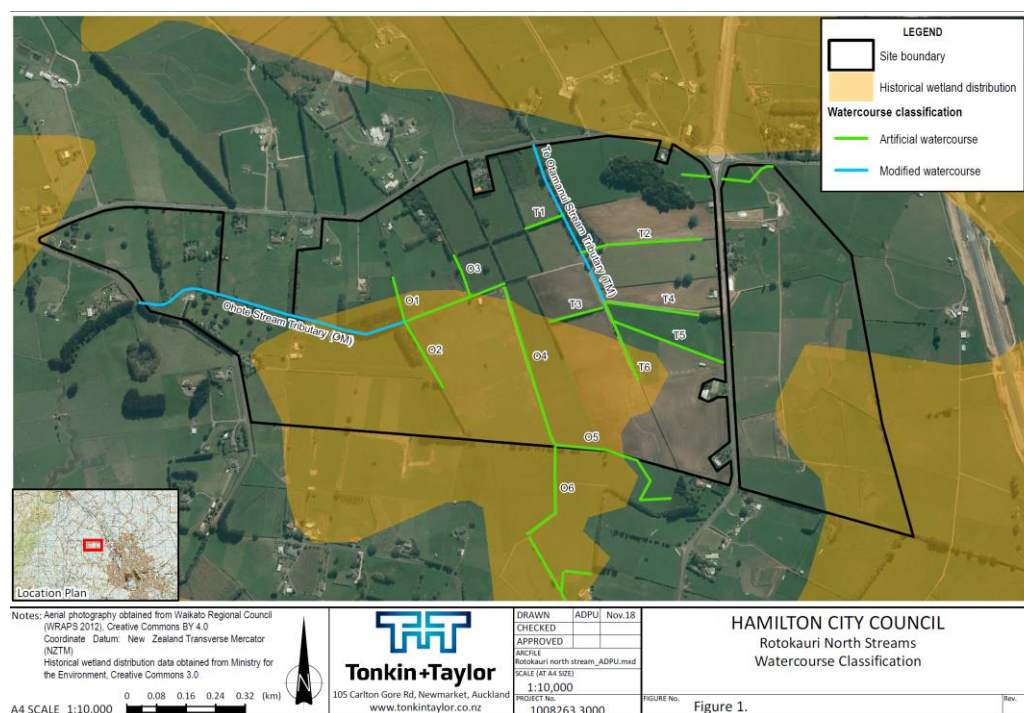 LEGEND
Site boundary
Historical wetland distribution
Watercourse classification
Artificial watercourse
Modified watercourse
To Otamanui Stream Tributary (TM)
T1
T2
O3
O1
T3
T4
Ohote Stream Tributary (OM)
T5
O2
O4
T6
O5
O6
Location Plan
Notes: Aerial photography obtained from Waikato Regional Council
(WRAPS 2012), Creative Commons BY 4.0
Coordinate Datum: New Zealand Transverse Mercator
(NZTM)
Historical wetland distribution data obtained from Ministry for
the Environment, Creative Commons 3.0
N
0 0.08 0.16 0.24 0.32 (km)
A4 SCALE 1:10,000
T+T
Tonkin+Taylor
105 Carlton Gore Rd, Newmarket, Auckland
www.tonkintaylor.co.nz
DRAWN ADPU Nov.18
CHECKED
APPROVED
ARCFILE
Rotokauri north stream_ADPU.mxd
SCALE (AT A4 SIZE)
1:10,000
PROJECT No.
1008263.3000
HAMILTON CITY COUNCIL
Rotokauri North Streams
Watercourse Classification
FIGURE No. Figure 1.
Rev.